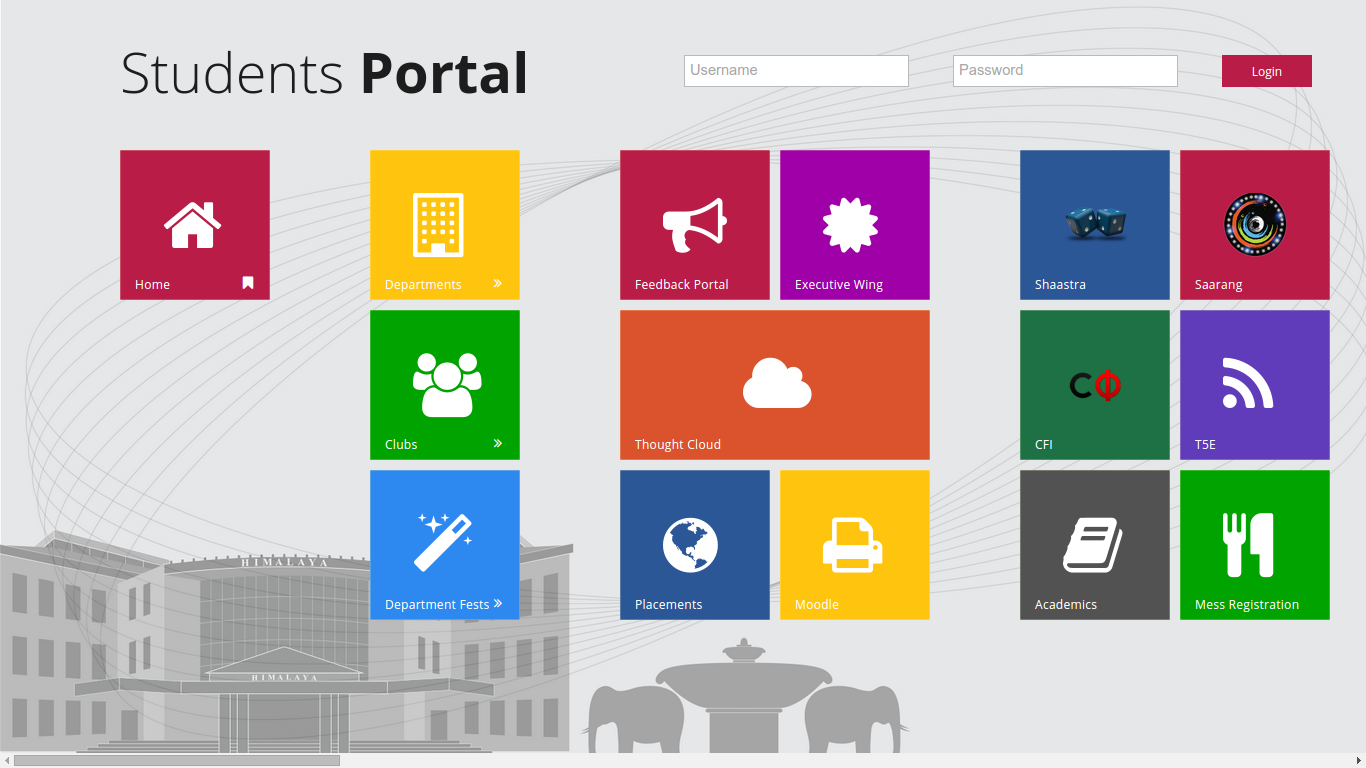 Students Portal
Username
Password
Login
Home
Departments
Feedback Portal
Executive Wing
Shaastra
Saarang
Clubs
Thought Cloud
CFI
T5E
Department Fests
Placements
Moodle
Academics
Mess Registration
HIMALAYA
HIMALAYA